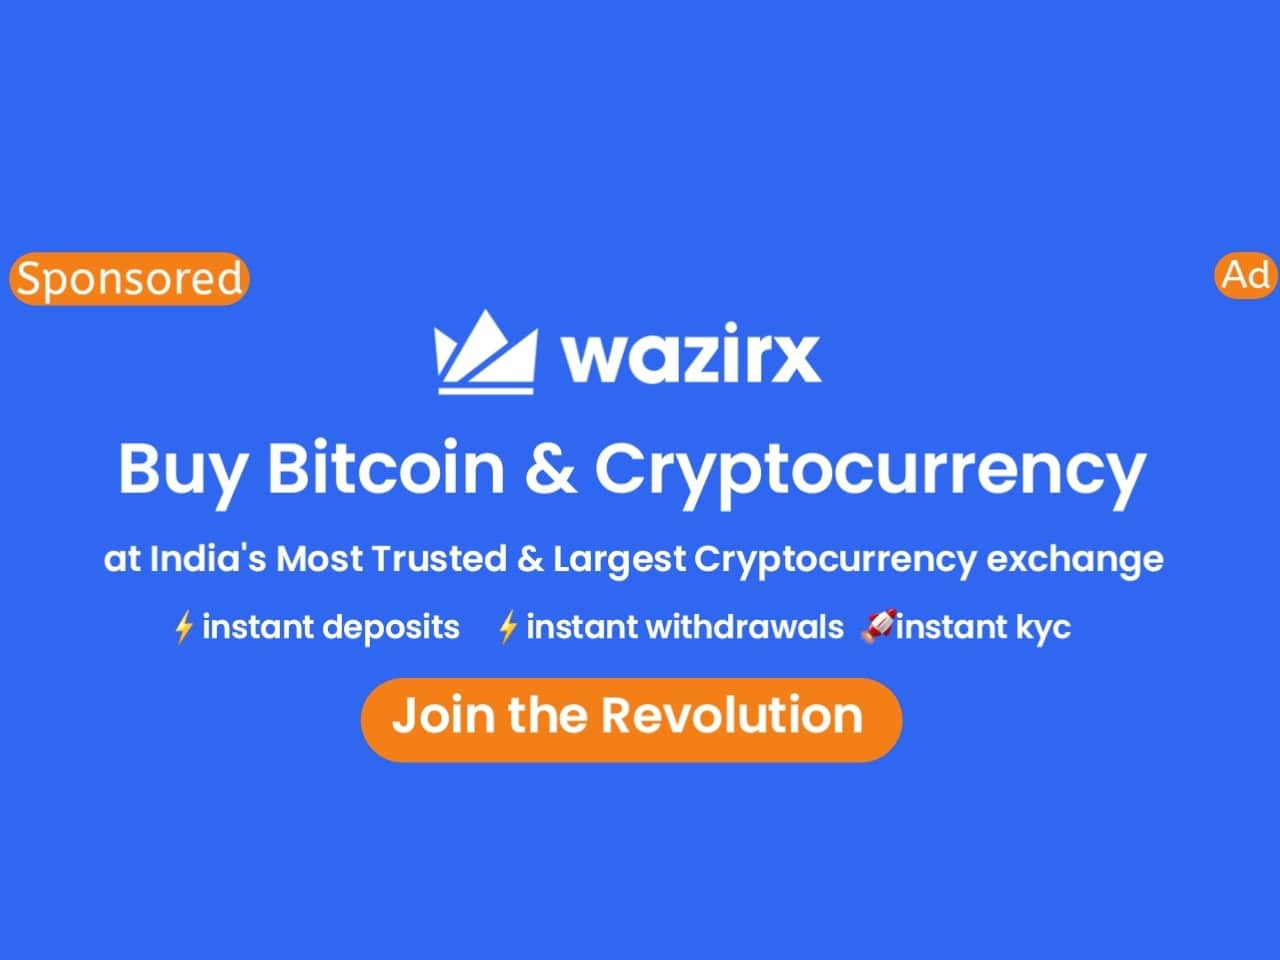 Sponsored
Ad
wazirx
Buy Bitcoin & Cryptocurrency
at India's Most Trusted & Largest Cryptocurrency exchange
⚡instant deposits ⚡instant withdrawals 🚀instant kyc
Join the Revolution